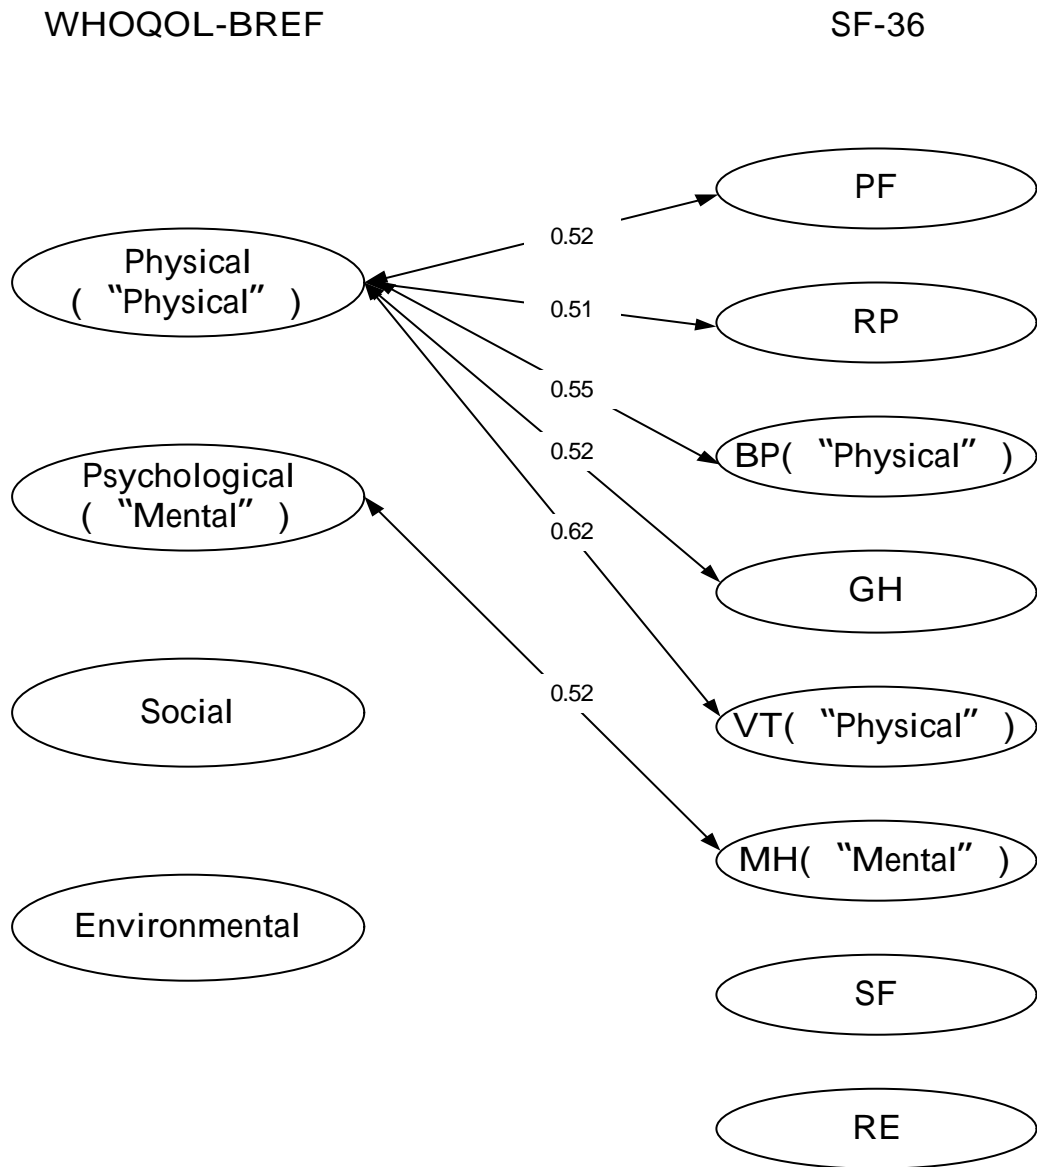 WHOQOL-BREF
SF-36
Physical
( “Physical” )
Psychological
( “Mental” )
Social
Environmental
0.52
0.51
0.55
0.52
0.62
0.52
PF
RP
BP( “Physical” )
GH
VT( “Physical” )
MH( “Mental” )
SF
RE